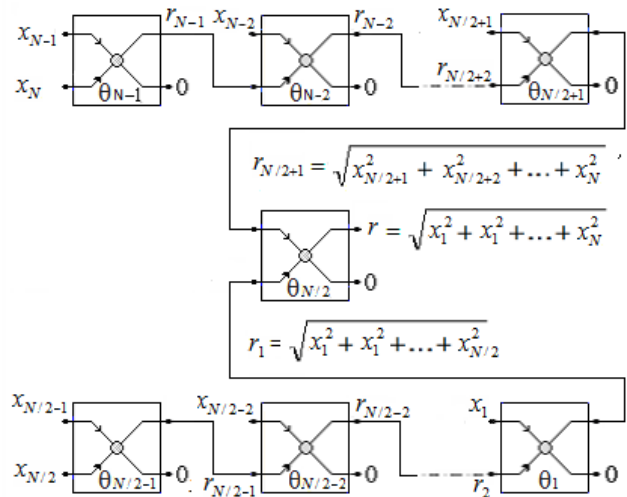 x_{N-1} r_{N-1} x_{N-2} r_{N-2} x_{N/2+1}
x_N θ_{N-1} 0 θ_{N-2} 0 r_{N/2+2} θ_{N/2+1} 0
r_{N/2+1} = √(x²_{N/2+1} + x²_{N/2+2} + ... + x²_N) ,
r = √(x²_1 + x²_1 + ... + x²_N)
θ_{N/2} 0
r_1 = √(x²_1 + x²_1 + ... + x²_{N/2})
x_{N/2-1} x_{N/2-2} r_{N/2-2} x_1
x_{N/2} θ_{N/2-1} 0 . r_{N/2-1} θ_{N/2-2} 0 r_2 θ_1 0